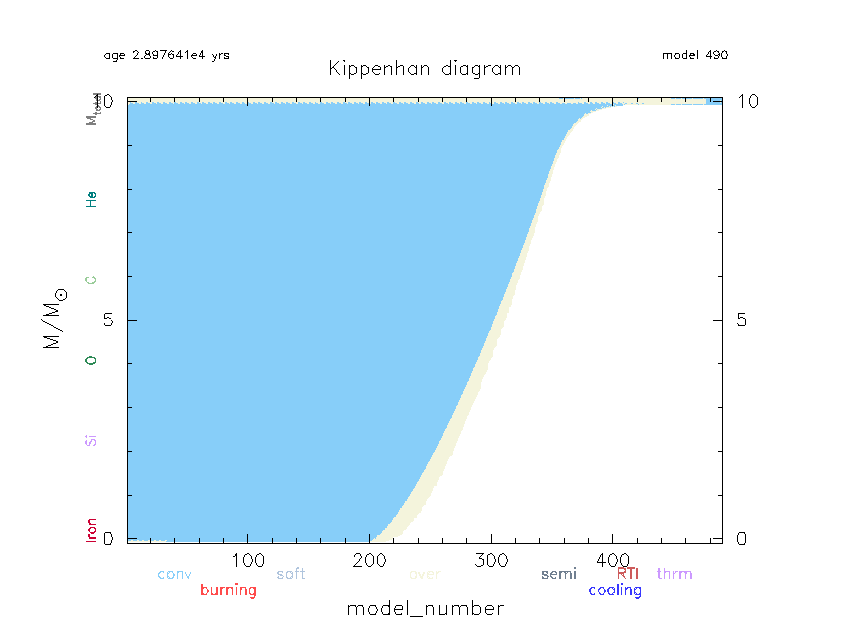 age 2.897641e4 yrs
model 490
Kippenhan diagram
M_total
10
10
He
C
M/M☉
5
5
O
Si
Iron
0
0
100
200
300
400
conv
soft
over
semi
RTI
thrm
burning
cooling
model_number